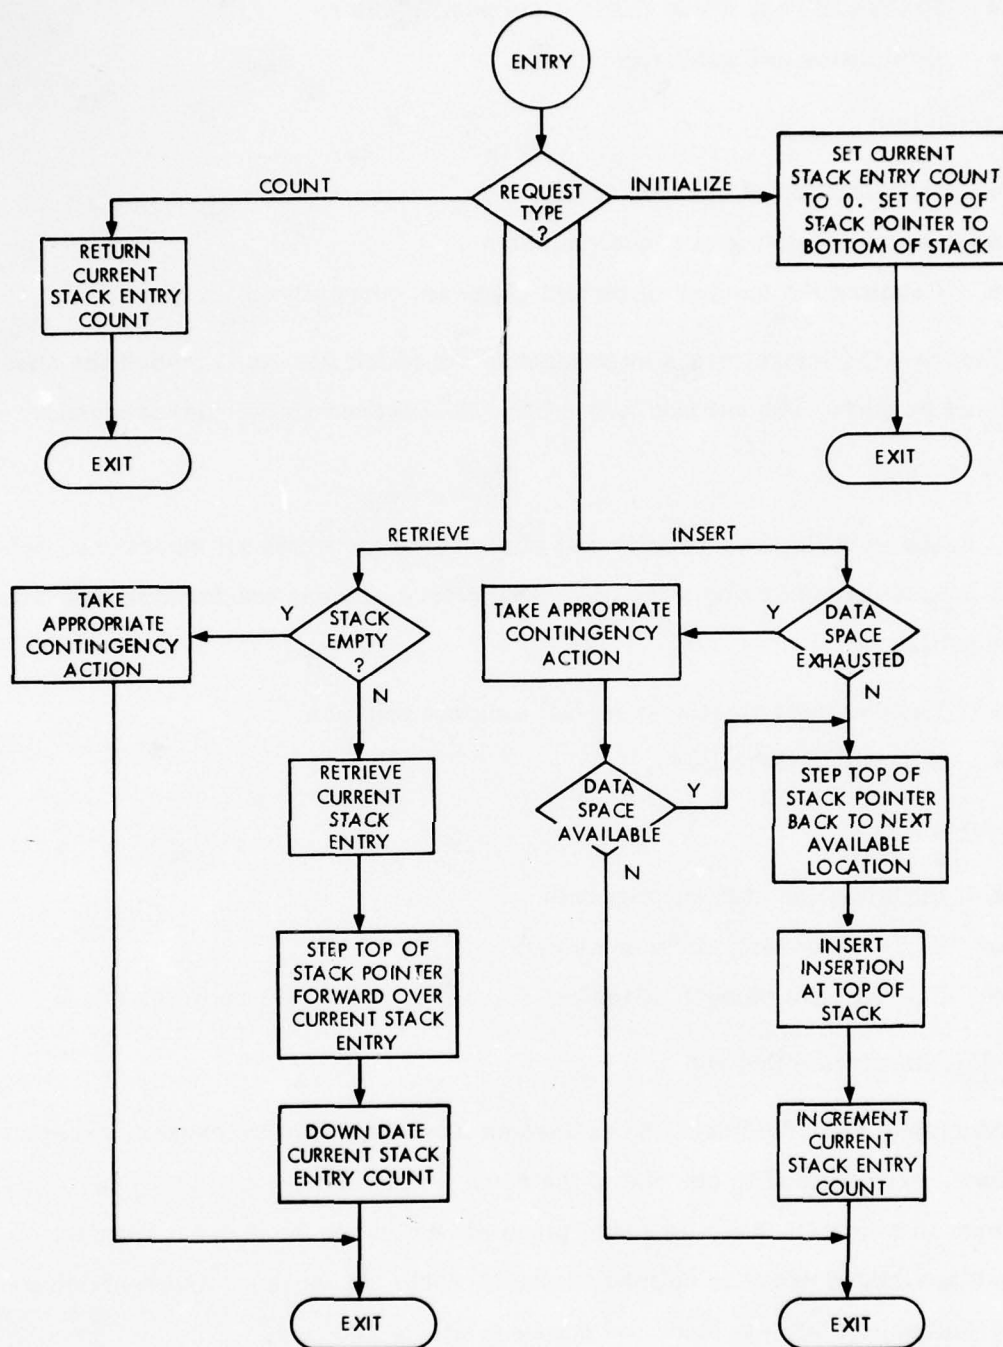 ENTRY
REQUEST
TYPE
?
COUNT
INITIALIZE
SET CURRENT
STACK ENTRY COUNT
TO 0. SET TOP OF
STACK POINTER TO
BOTTOM OF STACK
RETURN
CURRENT
STACK ENTRY
COUNT
EXIT
EXIT
RETRIEVE
INSERT
TAKE
APPROPRIATE
CONTINGENCY
ACTION
Y
STACK
EMPTY
?
N
TAKE APPROPRIATE
CONTINGENCY
ACTION
Y
DATA
SPACE
EXHAUSTED
N
RETRIEVE
CURRENT
STACK
ENTRY
DATA
SPACE
AVAILABLE
Y
N
STEP TOP OF
STACK POINTER
BACK TO NEXT
AVAILABLE
LOCATION
STEP TOP OF
STACK POINTER
FORWARD OVER
CURRENT STACK
ENTRY
INSERT
INSERTION
AT TOP OF
STACK
DOWN DATE
CURRENT STACK
ENTRY COUNT
INCREMENT
CURRENT
STACK ENTRY
COUNT
EXIT
EXIT